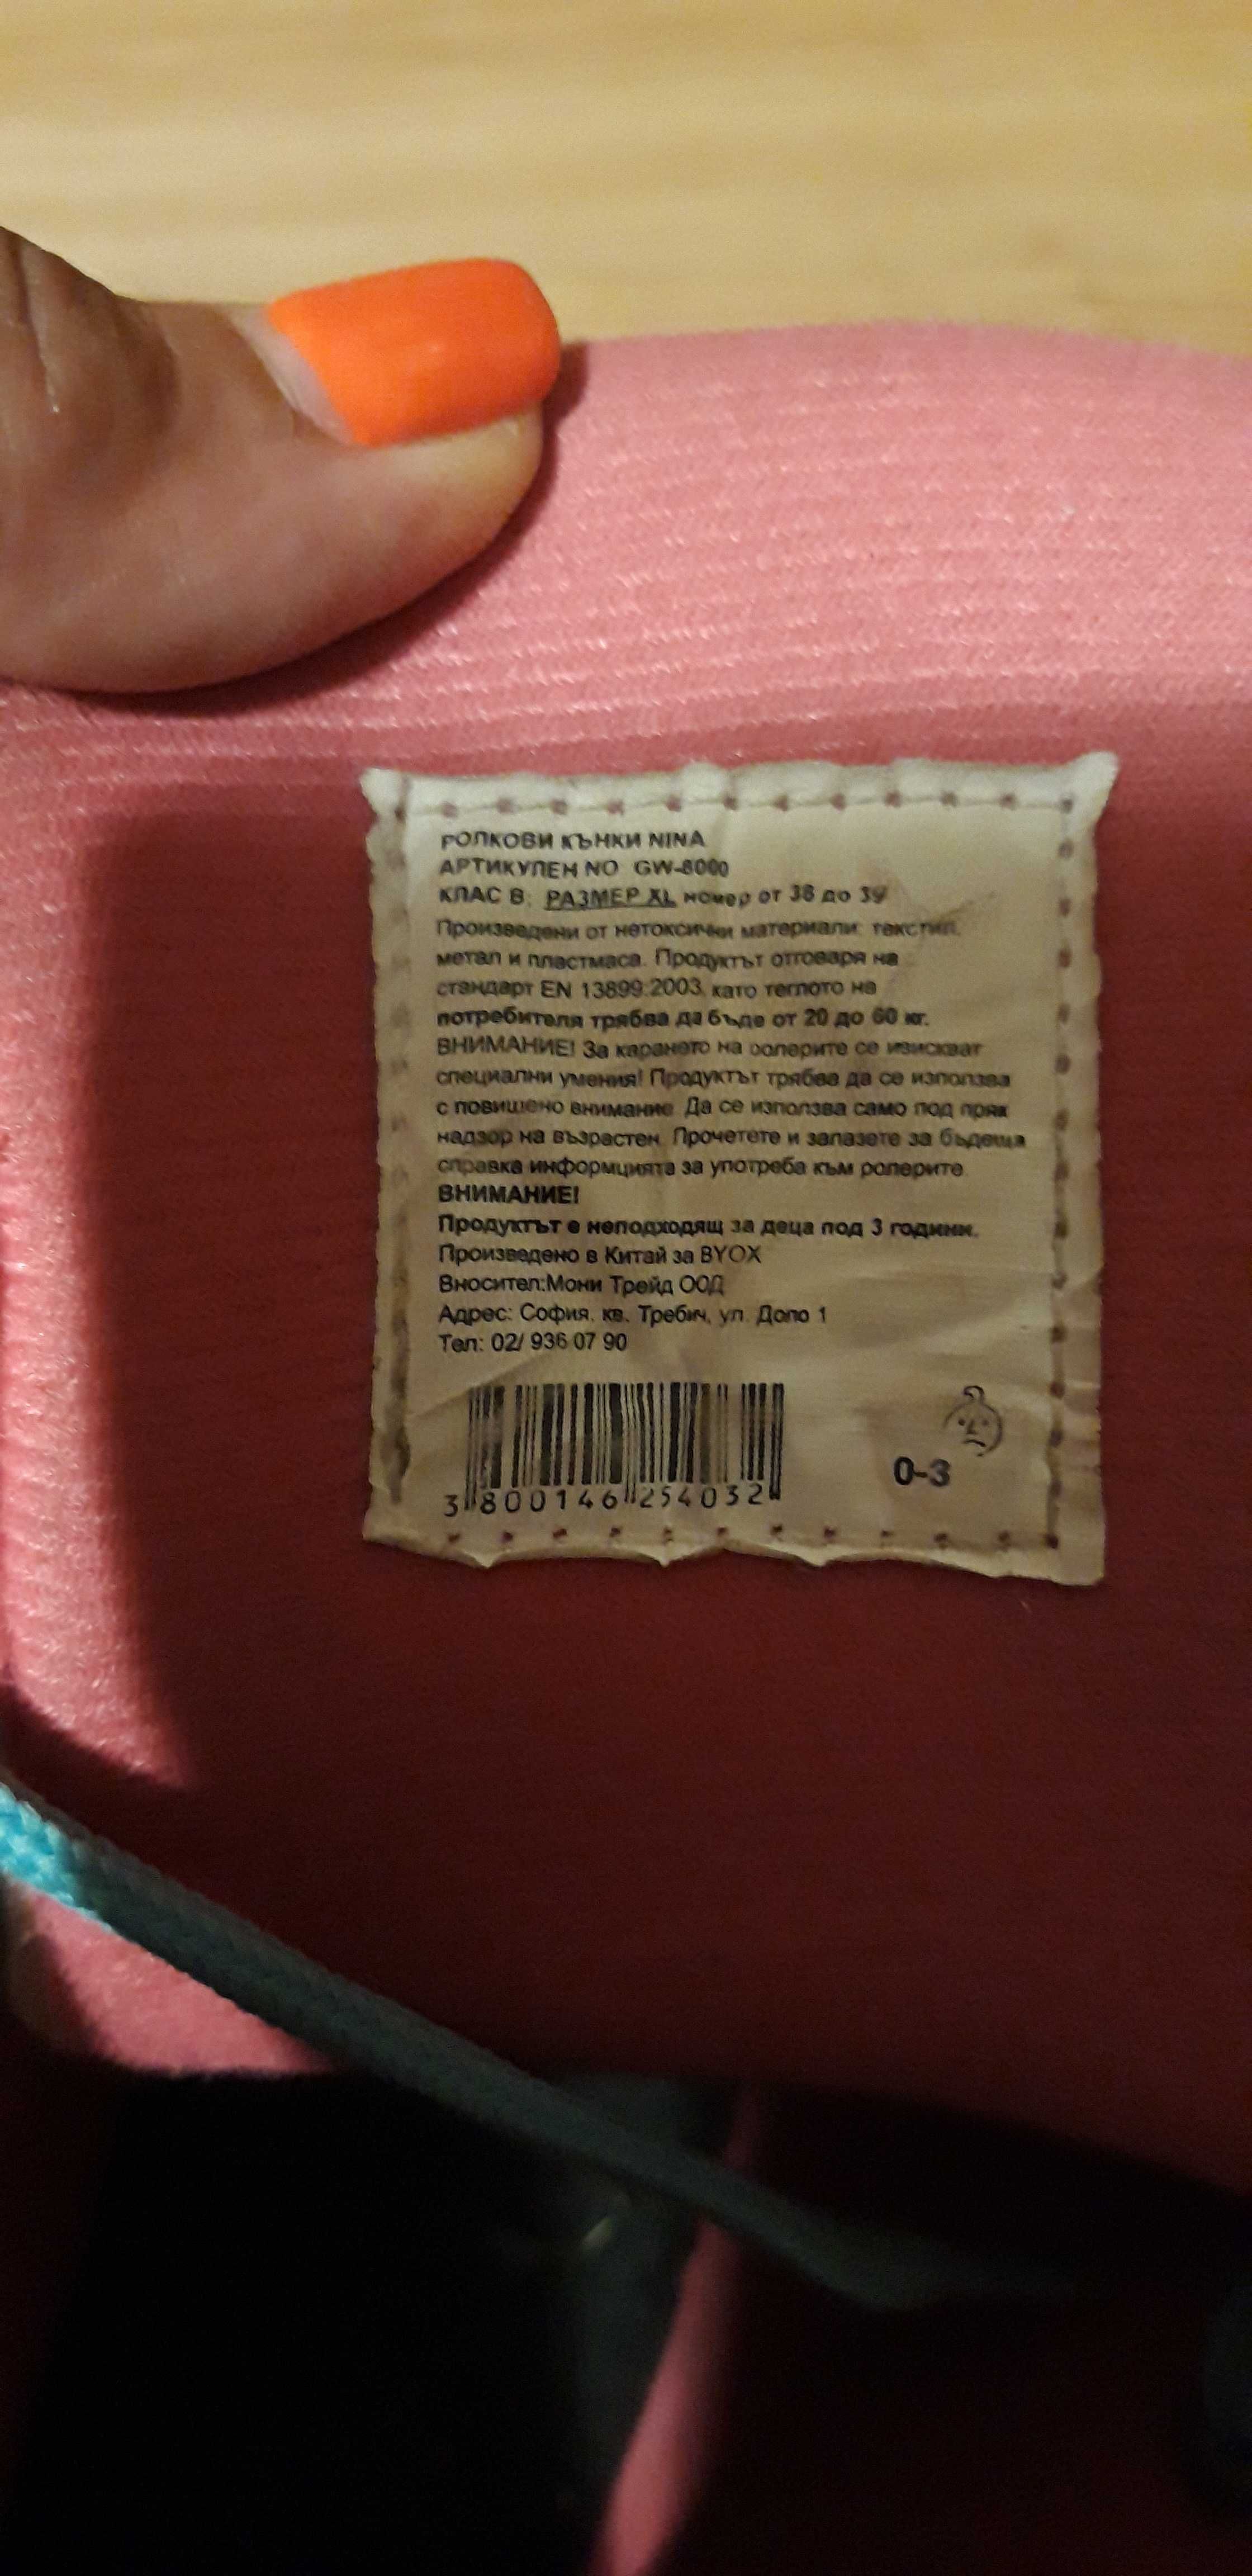 РОЛКОВИ КЪНКИ NINA
АРТИКУЛЕН NO GW-8000
КЛАС В: РАЗМЕР XL номер от 38 до 39
Произведени от нетоксични материали: текстил,
метал и пластмаса. Продуктът отговаря на
стандарт EN 13899:2003, като теглото на
потребителя трябва да бъде от 20 до 60 кг.
ВНИМАНИЕ! За карането на ролерите се изискват
специални умения! Продуктът трябва да се използва
с повишено внимание. Да се използва само под пряк
надзор на възрастен. Прочетете и запазете за бъдеща
справка информцията за употреба към ролерите.
ВНИМАНИЕ!
Продуктът е неподходящ за деца под 3 години.
Произведено в Китай за BYOX
Вносител:Мони Трейд ООД
Адрес: София, кв. Требич, ул. Доло 1
Тел: 02/ 936 07 90
0-3
3 800146 254032